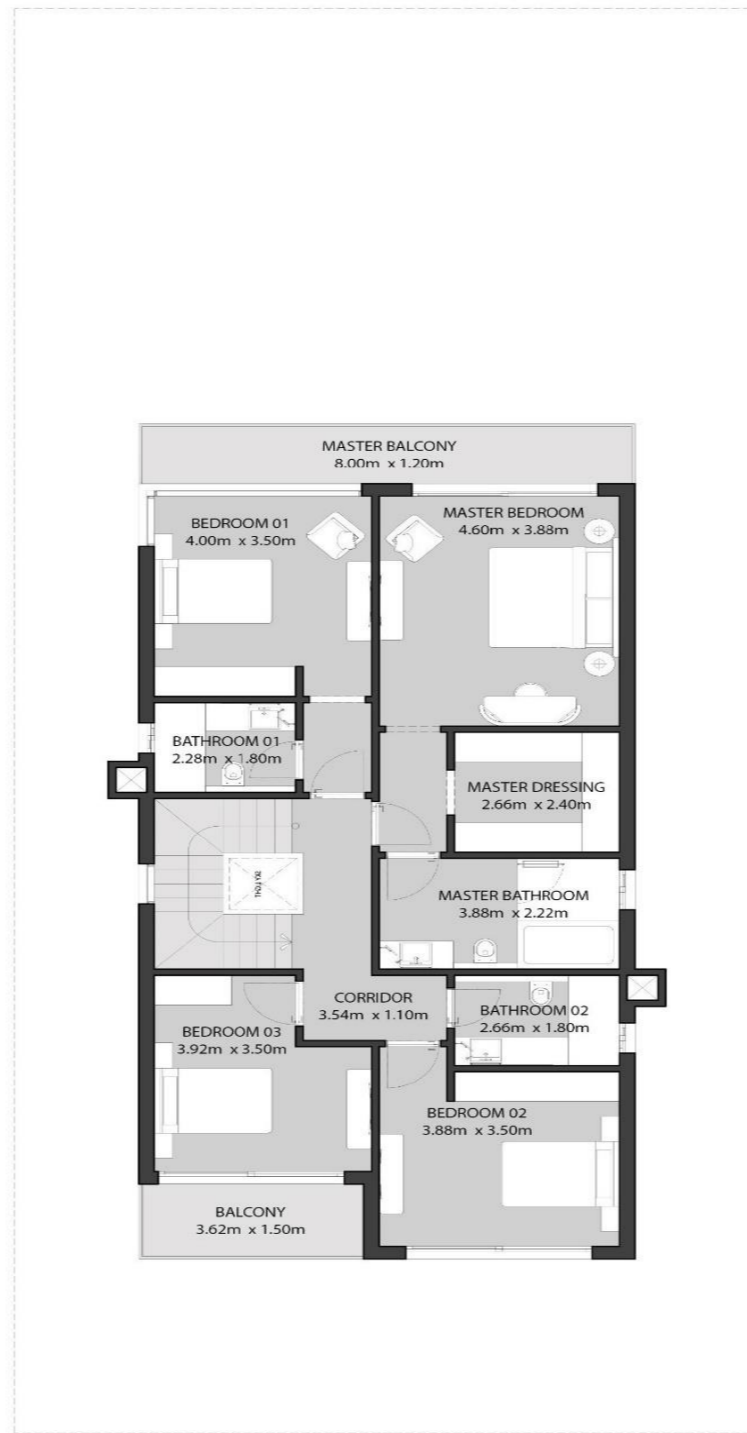 MASTER BALCONY
8.00m x 1.20m
BEDROOM 01
4.00m x 3.50m
MASTER BEDROOM
4.60m x 3.88m
BATHROOM 01
2.28m x 1.80m
MASTER DRESSING
2.66m x 2.40m
MASTER BATHROOM
3.88m x 2.22m
CORRIDOR
3.54m x 1.10m
BATHROOM 02
2.66m x 1.80m
BEDROOM 03
3.92m x 3.50m
BEDROOM 02
3.88m x 3.50m
BALCONY
3.62m x 1.50m